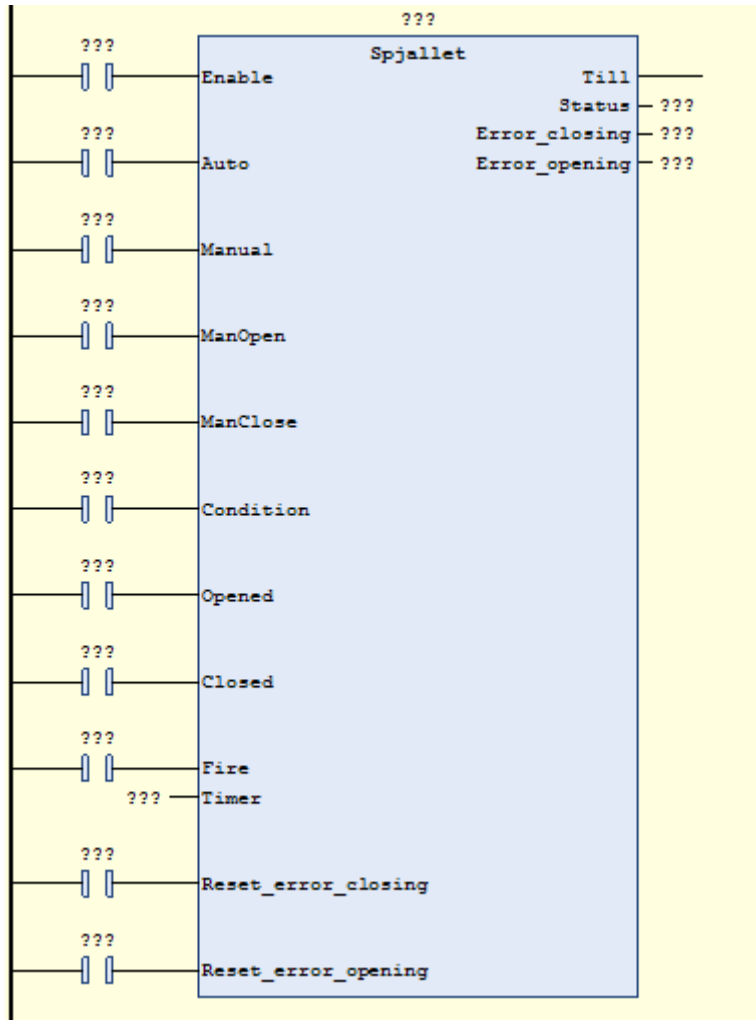 ???
???
Spjallet
Enable
Till
Status
???
???
Error_closing
???
Auto
Error_opening
???
???
Manual
???
ManOpen
???
ManClose
???
Condition
???
Opened
???
Closed
???
Fire
???
Timer
???
Reset_error_closing
???
Reset_error_opening